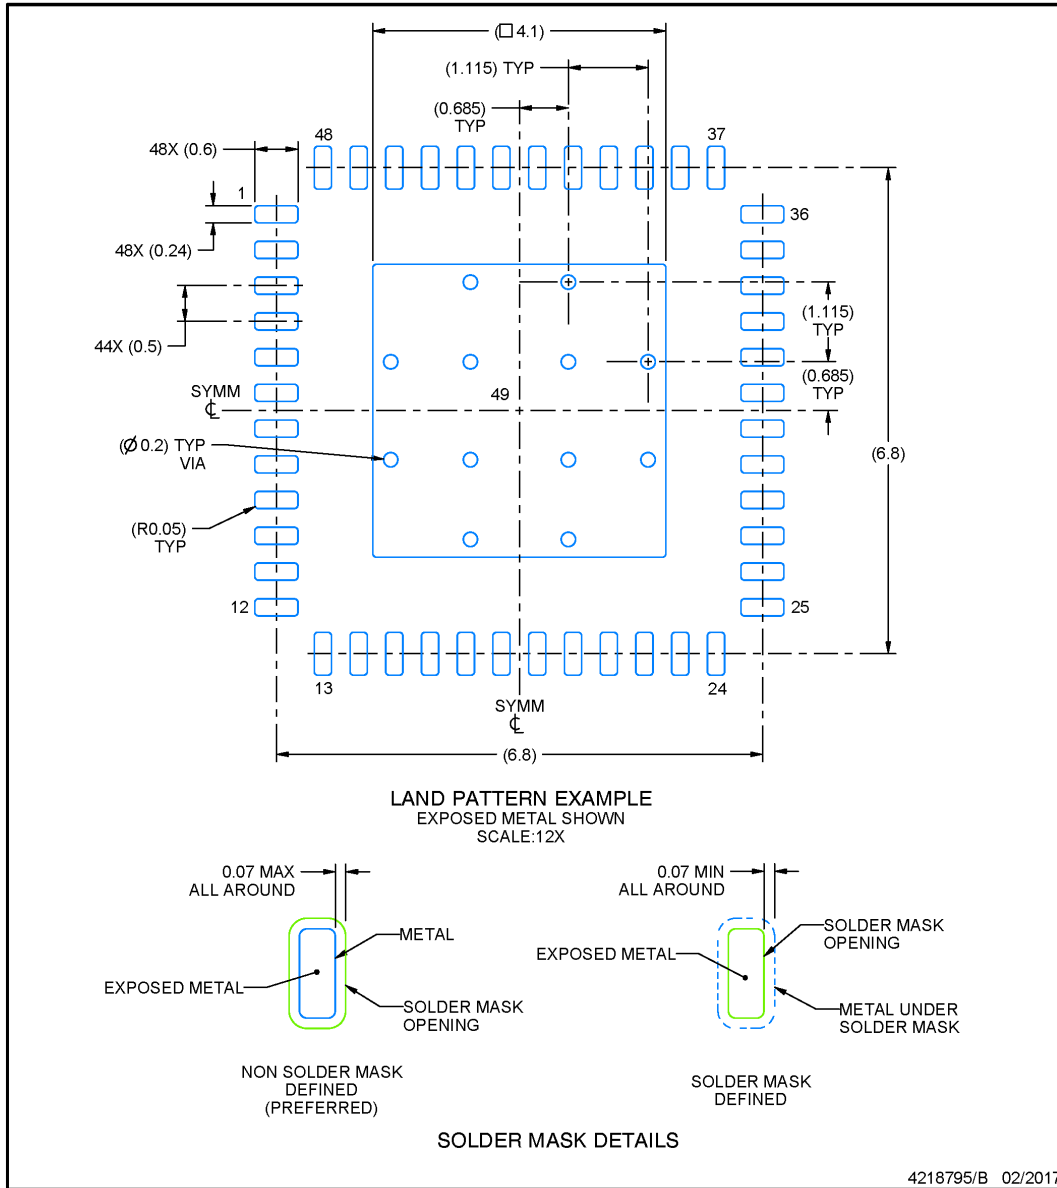 (☐ 4.1)
(1.115) TYP
(0.685)
TYP
48
37
48X (0.6)
1
36
48X (0.24)
(1.115)
TYP
44X (0.5)
(0.685)
TYP
SYMM
℄
49
(Ø 0.2) TYP
VIA
(6.8)
(R0.05)
TYP
12
25
13
24
SYMM
℄
(6.8)
LAND PATTERN EXAMPLE
EXPOSED METAL SHOWN
SCALE:12X
0.07 MAX
ALL AROUND
METAL
EXPOSED METAL
SOLDER MASK
OPENING
NON SOLDER MASK
DEFINED
(PREFERRED)
0.07 MIN
ALL AROUND
SOLDER MASK
OPENING
EXPOSED METAL
METAL UNDER
SOLDER MASK
SOLDER MASK
DEFINED
SOLDER MASK DETAILS
4218795/B 02/2017